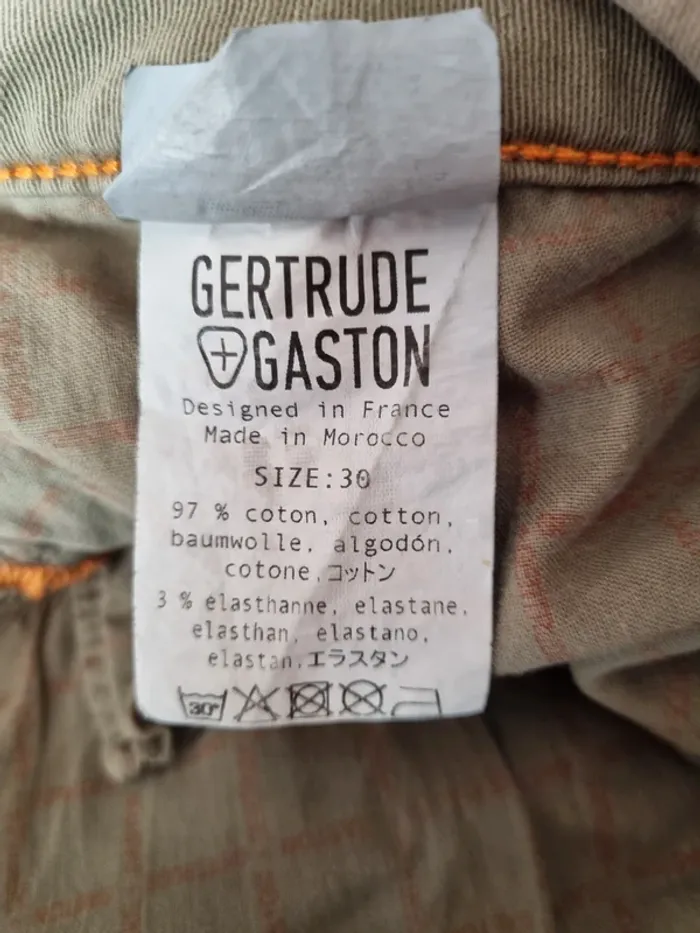 GERTRUDE
GASTON
Designed in France
Made in Morocco
SIZE:30
97 % coton, cotton,
baumwolle, algodón,
cotone,コットン
3 % élasthanne, elastane,
elasthan, elastano,
elastan,エラスタン
30°